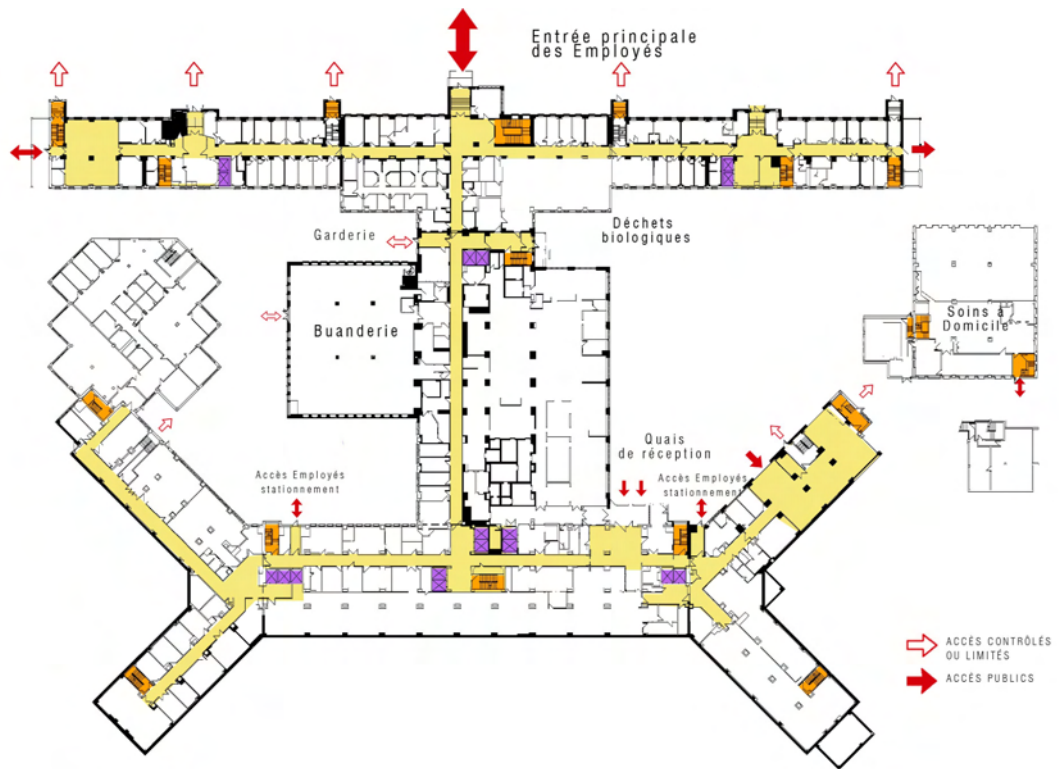 Entrée principale
des Employés
Garderie
Déchets
biologiques
Buanderie
Soins à
Domicile
Quais
de réception
Accès Employés
stationnement
Accès Employés
stationnement
ACCÈS CONTRÔLÉS
OU LIMITÉS
ACCÈS PUBLICS